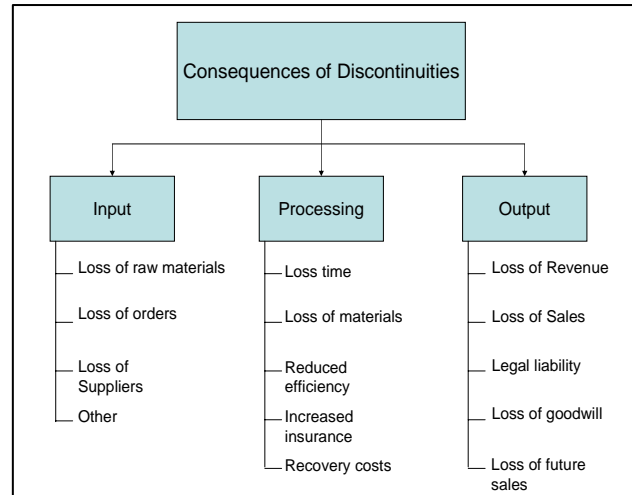 Consequences of Discontinuities
Input
Loss of raw materials
Loss of orders
Loss of
Suppliers
Other
Processing
Loss time
Loss of materials
Reduced
efficiency
Increased
insurance
Recovery costs
Output
Loss of Revenue
Loss of Sales
Legal liability
Loss of goodwill
Loss of future
sales